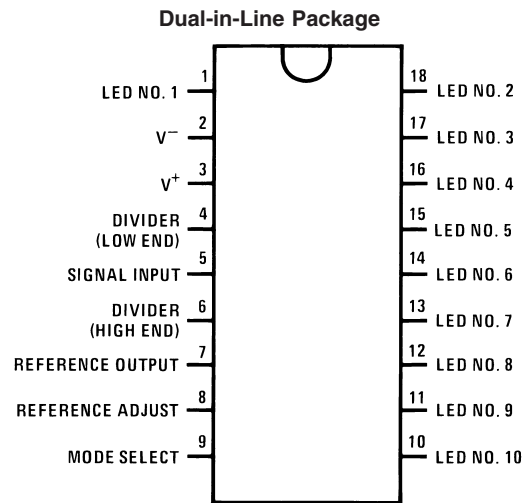 Dual-in-Line Package
LED NO. 1 1
V− 2
V+ 3
DIVIDER 4
(LOW END)
SIGNAL INPUT 5
DIVIDER 6
(HIGH END)
REFERENCE OUTPUT 7
REFERENCE ADJUST 8
MODE SELECT 9
18 LED NO. 2
17 LED NO. 3
16 LED NO. 4
15 LED NO. 5
14 LED NO. 6
13 LED NO. 7
12 LED NO. 8
11 LED NO. 9
10 LED NO. 10